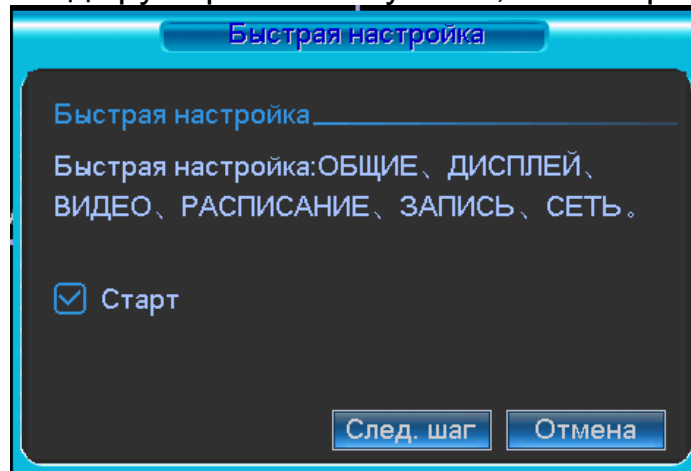 Быстрая настройка
Быстрая настройка
Быстрая настройка:ОБЩИЕ、ДИСПЛЕЙ、
ВИДЕО、РАСПИСАНИЕ、ЗАПИСЬ、СЕТЬ。
Старт
След. шаг Отмена